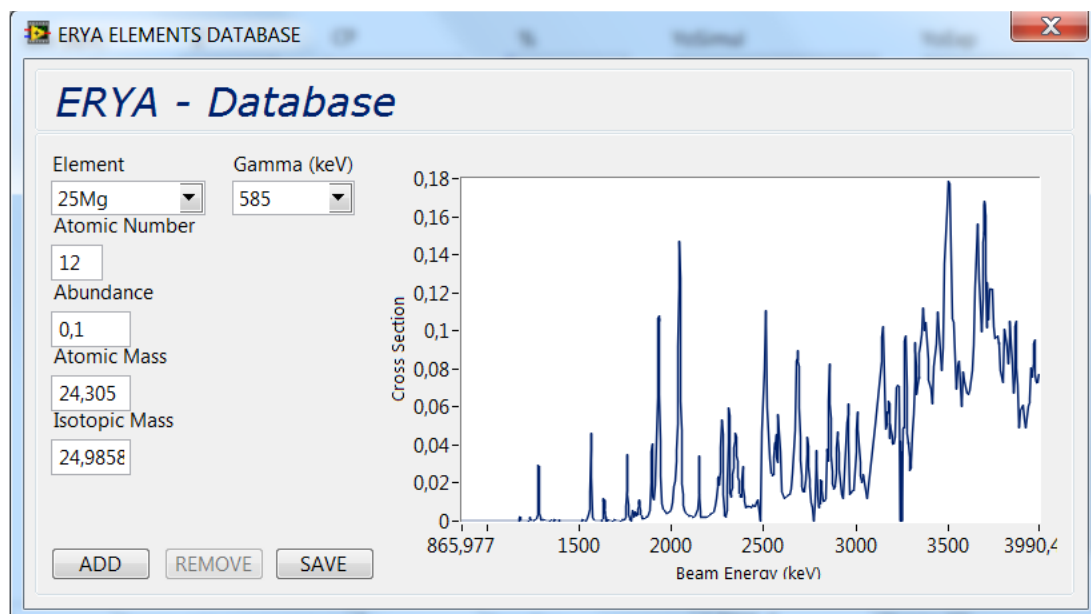 ERYA ELEMENTS DATABASE
ERYA - Database
Element
Gamma (keV)
25Mg
585
Atomic Number
12
Abundance
0,1
Atomic Mass
24,305
Isotopic Mass
24,9858
ADD
REMOVE
SAVE
Cross Section
0,18
0,16
0,14
0,12
0,1
0,08
0,06
0,04
0,02
0
865,977 1500 2000 2500 3000 3500 3990,4
Beam Energy (keV)